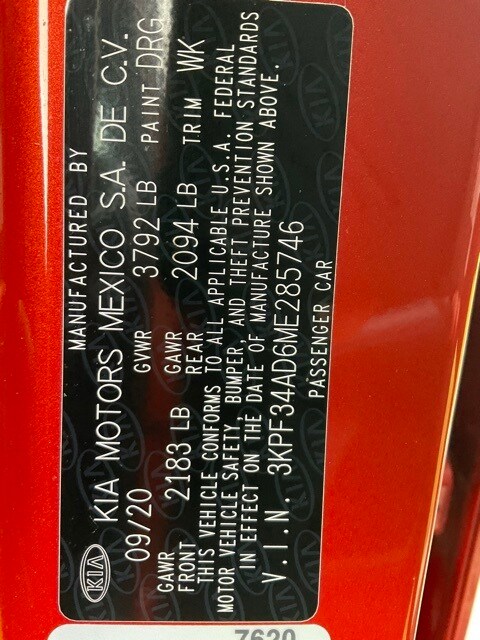 MANUFACTURED BY
KIA KIA MOTORS MEXICO S.A. DE C.V.
09/20 GVWR 3792 LB PAINT DRG
GAWR FRONT 2183 LB GAWR REAR 2094 LB TRIM WK
THIS VEHICLE CONFORMS TO ALL APPLICABLE U.S.A. FEDERAL
MOTOR VEHICLE SAFETY, BUMPER, AND THEFT PREVENTION STANDARDS
IN EFFECT ON THE DATE OF MANUFACTURE SHOWN ABOVE.
V.I.N. 3KPF34AD6ME285746
PASSENGER CAR
7620